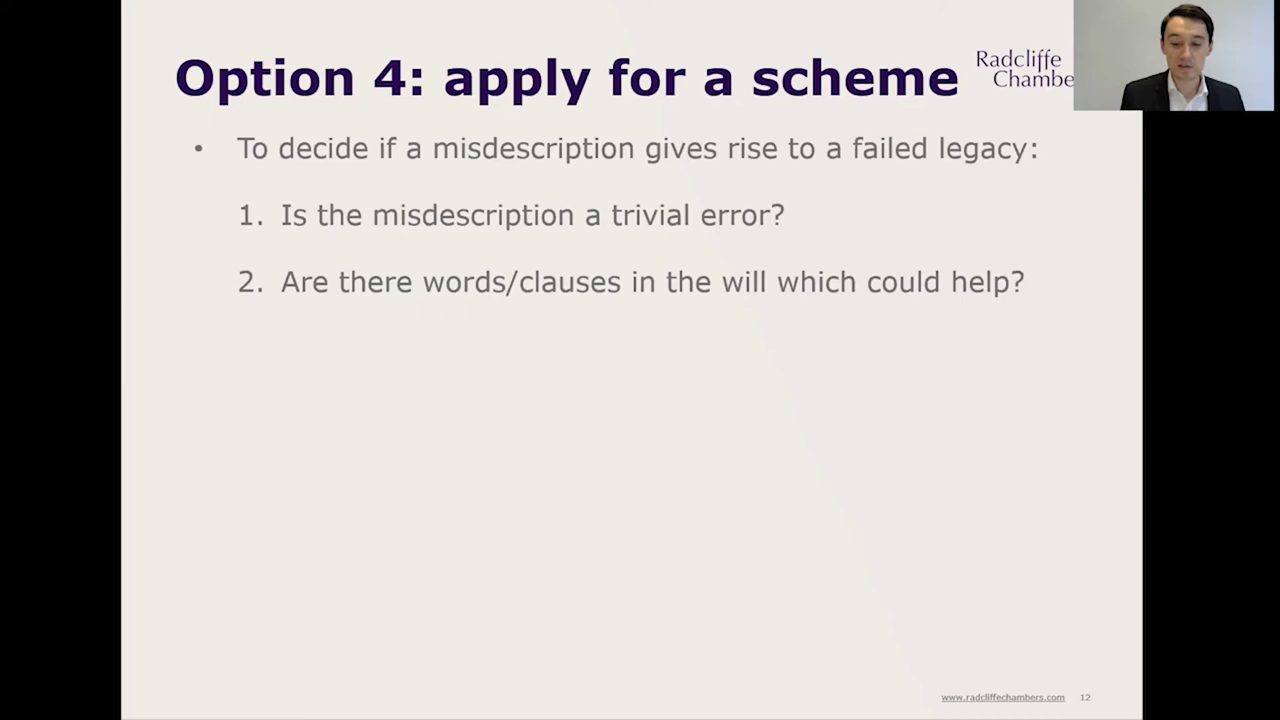 Option 4: apply for a scheme
Radcliffe
Chambe
• To decide if a misdescription gives rise to a failed legacy:
1. Is the misdescription a trivial error?
2. Are there words/clauses in the will which could help?
www.radcliffechambers.com 12